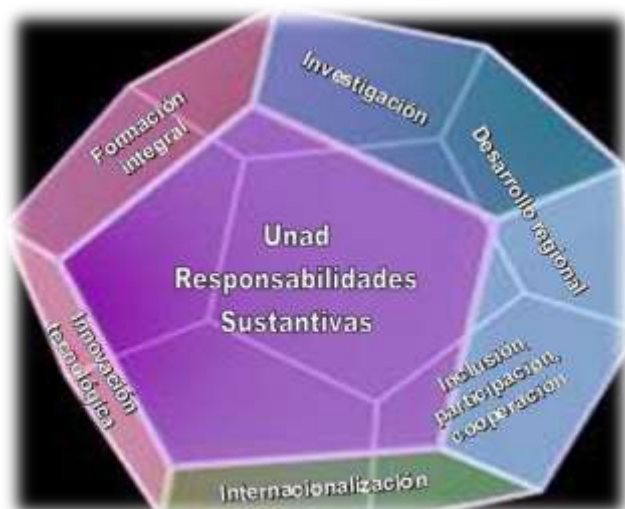 Unad
Responsabilidades
Sustantivas
Formación
integral
Investigación
Desarrollo regional
Inclusión,
participación,
cooperación
Internacionalización
Innovación
tecnológica